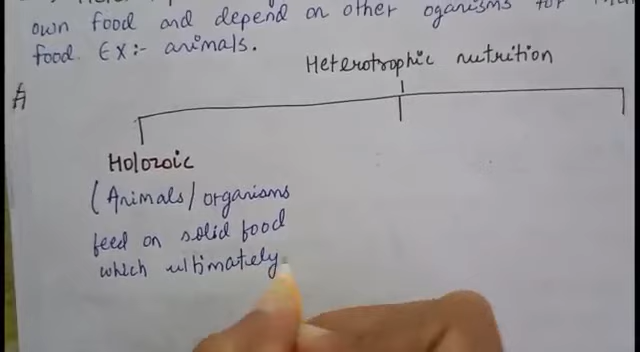 own food and depend on other oganisms for
food. EX:- animals.
Heterotrophic nutrition
Holozoic
(Animals/organisms
feed on solid food
which ultimately